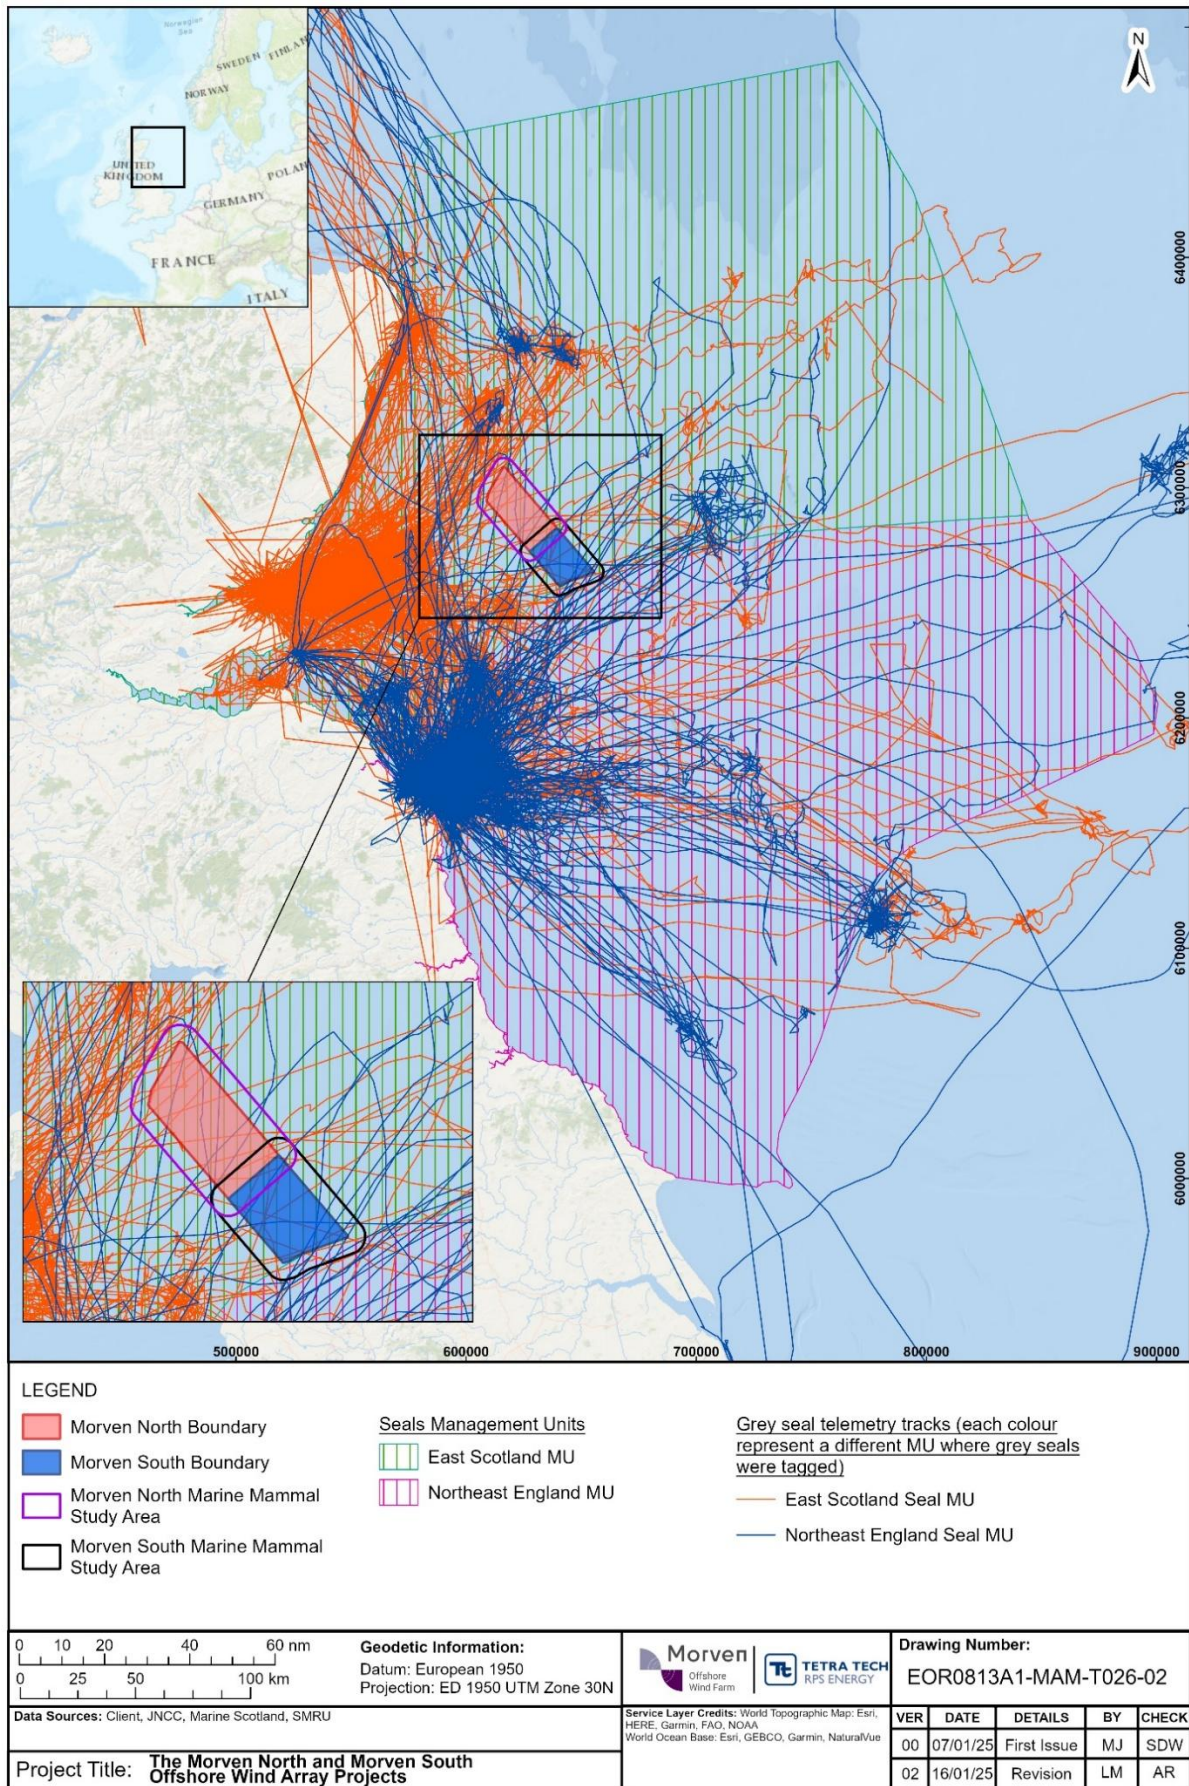 Norwegian
Sea
SWEDEN
FINLAN
NORWAY
UNITED
KINGDOM
POLAN
GERMANY
FRANCE
ITALY
N
6400000
6300000
6200000
6100000
6000000
500000 600000 700000 800000 900000
LEGEND
Morven North Boundary
Morven South Boundary
Morven North Marine Mammal
Study Area
Morven South Marine Mammal
Study Area
Seals Management Units
East Scotland MU
Northeast England MU
Grey seal telemetry tracks (each colour
represent a different MU where grey seals
were tagged)
East Scotland Seal MU
Northeast England Seal MU
0 10 20 40 60 nm
0 25 50 100 km
Geodetic Information:
Datum: European 1950
Projection: ED 1950 UTM Zone 30N
Data Sources: Client, JNCC, Marine Scotland, SMRU
Project Title: The Morven North and Morven South
Offshore Wind Array Projects
Morven
Offshore
Wind Farm
Tt TETRA TECH
RPS ENERGY
Service Layer Credits: World Topographic Map: Esri,
HERE, Garmin, FAO, NOAA
World Ocean Base: Esri, GEBCO, Garmin, NaturalVue
Drawing Number:
EOR0813A1-MAM-T026-02
VER DATE DETAILS BY CHECK
00 07/01/25 First Issue MJ SDW
02 16/01/25 Revision LM AR